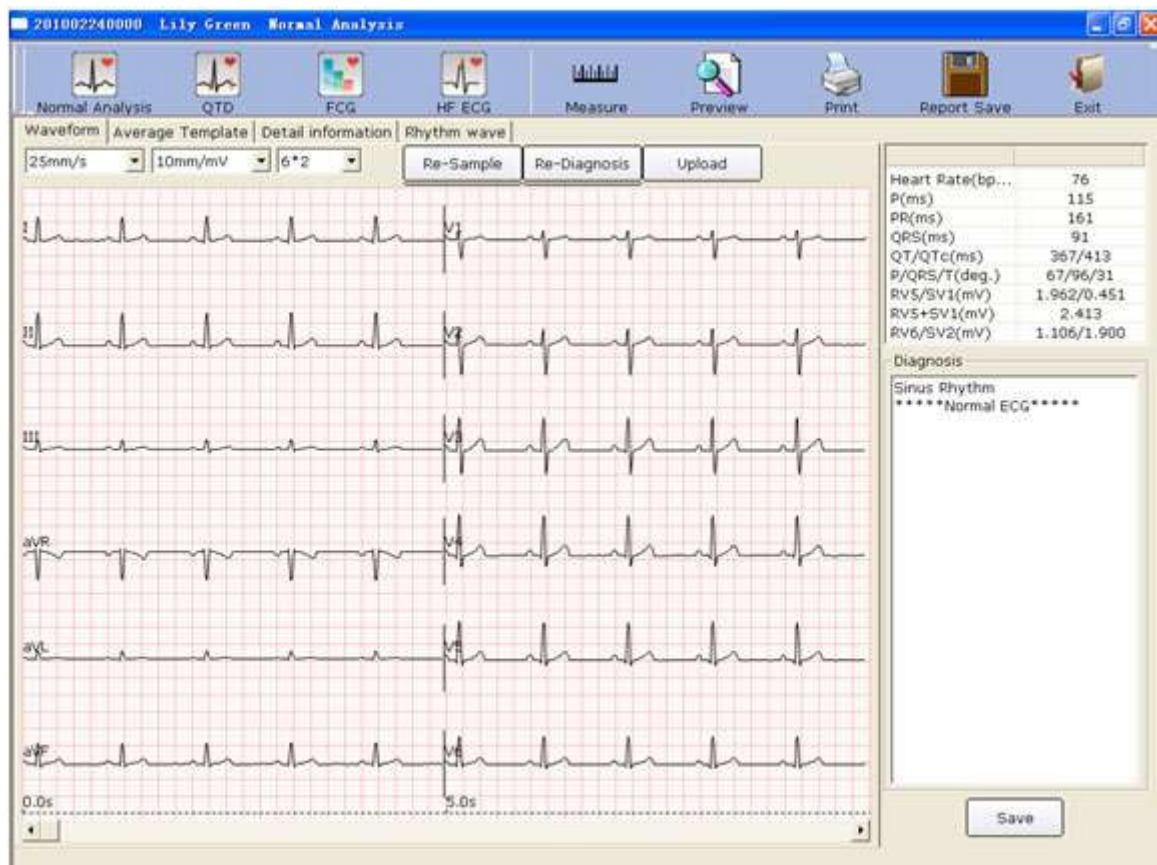 201002240000 Lily Green Normal Analysis
Normal Analysis QTD FCG HF ECG Measure Preview Print Report Save Exit
Waveform Average Template Detail information Rhythm wave
25mm/s 10mm/mV 6*2 Re-Sample Re-Diagnosis Upload
Heart Rate(bp... 76
P(ms) 115
PR(ms) 161
QRS(ms) 91
QT/QTc(ms) 367/413
P/QRS/T(deg.) 67/96/31
RV5/SV1(mV) 1.962/0.451
RV5+SV1(mV) 2.413
RV6/SV2(mV) 1.106/1.900
Diagnosis
Sinus Rhythm
*****Normal ECG*****
I V1
II V2
III V3
aVR V4
aVL V5
aVF V6
0.0s 5.0s
Save